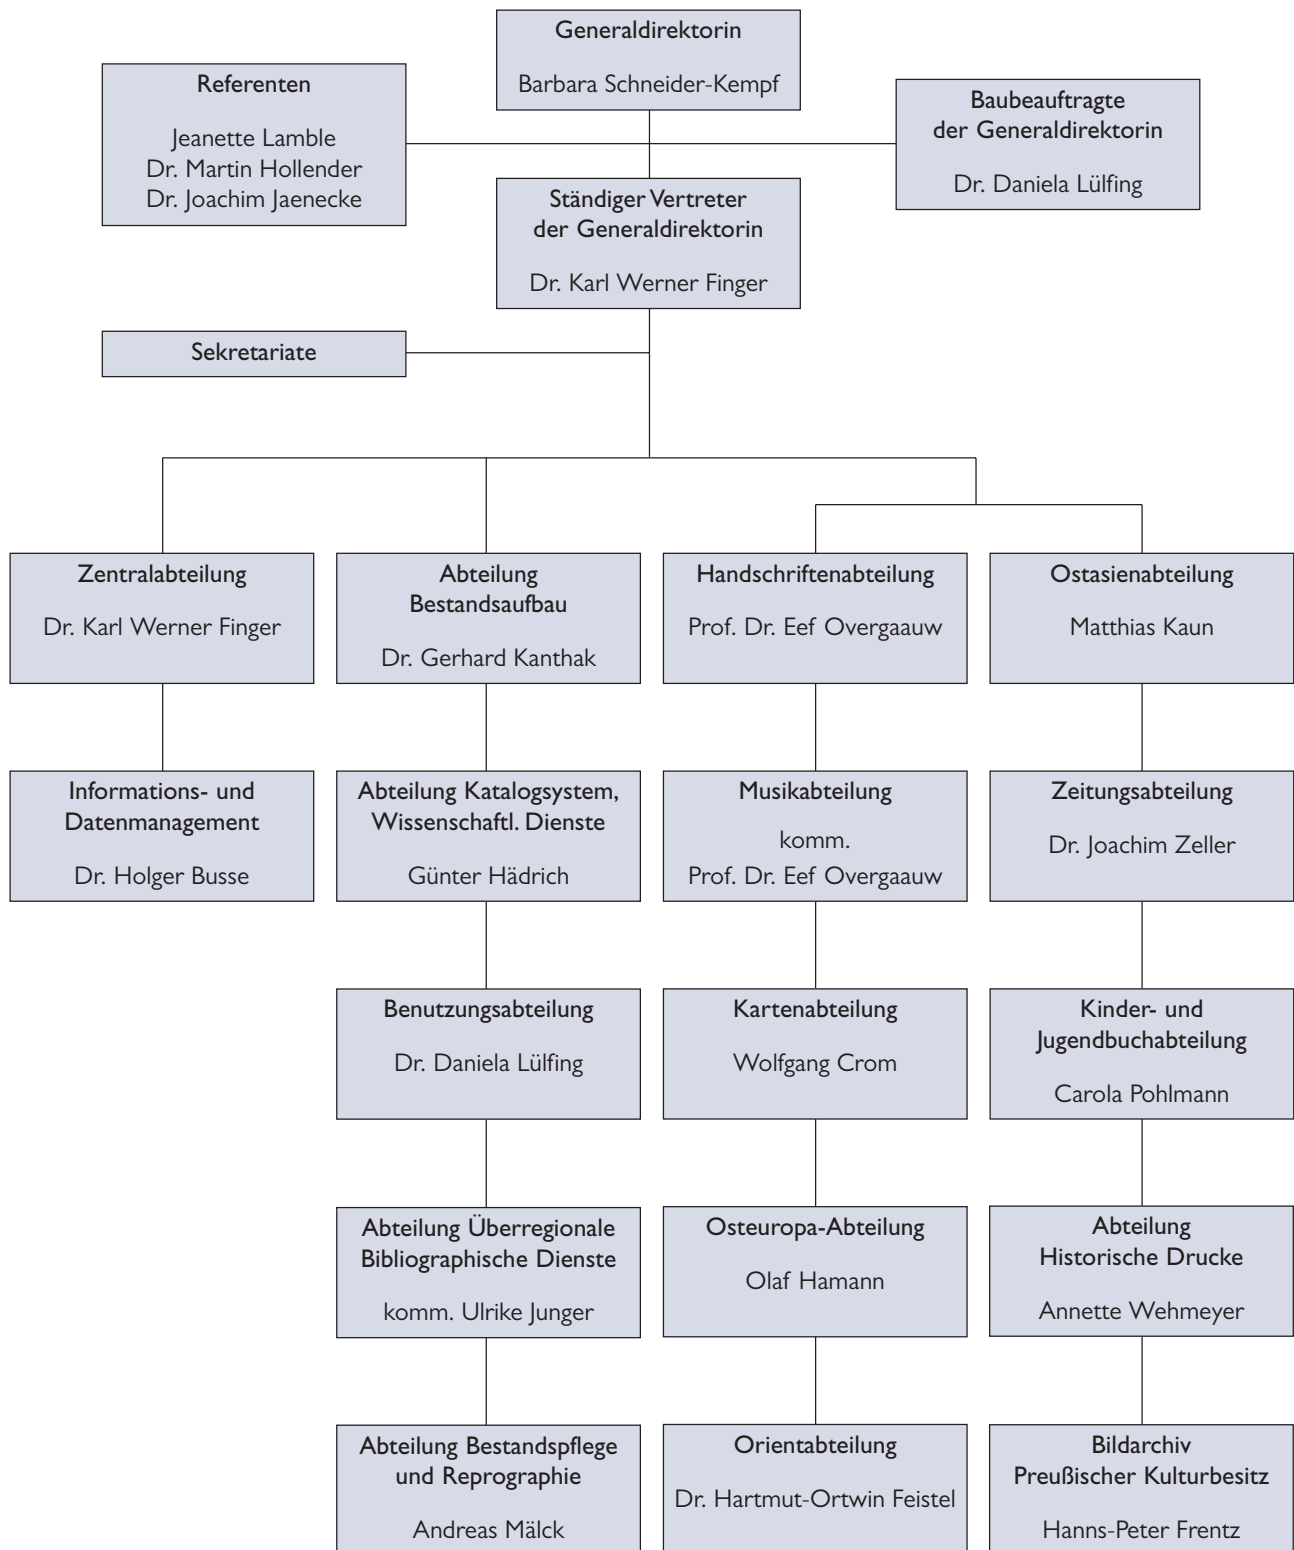 Generaldirektorin
Barbara Schneider-Kempf
Referenten
Jeanette Lamble
Dr. Martin Hollender
Dr. Joachim Jaenecke
Baubeauftragte
der Generaldirektorin
Dr. Daniela Lülfing
Ständiger Vertreter
der Generaldirektorin
Dr. Karl Werner Finger
Sekretariate
Zentralabteilung
Dr. Karl Werner Finger
Abteilung
Bestandsaufbau
Dr. Gerhard Kanthak
Handschriftenabteilung
Prof. Dr. Eef Overgaauw
Ostasienabteilung
Matthias Kaun
Informations- und
Datenmanagement
Dr. Holger Busse
Abteilung Katalogsystem,
Wissenschaftl. Dienste
Günter Hädrich
Musikabteilung
komm.
Prof. Dr. Eef Overgaauw
Zeitungsabteilung
Dr. Joachim Zeller
Benutzungsabteilung
Dr. Daniela Lülfing
Kartenabteilung
Wolfgang Crom
Kinder- und
Jugendbuchabteilung
Carola Pohlmann
Abteilung Überregionale
Bibliographische Dienste
komm. Ulrike Junger
Osteuropa-Abteilung
Olaf Hamann
Abteilung
Historische Drucke
Annette Wehmeyer
Abteilung Bestandspflege
und Reprographie
Andreas Mälck
Orientabteilung
Dr. Hartmut-Ortwin Feistel
Bildarchiv
Preußischer Kulturbesitz
Hanns-Peter Frentz